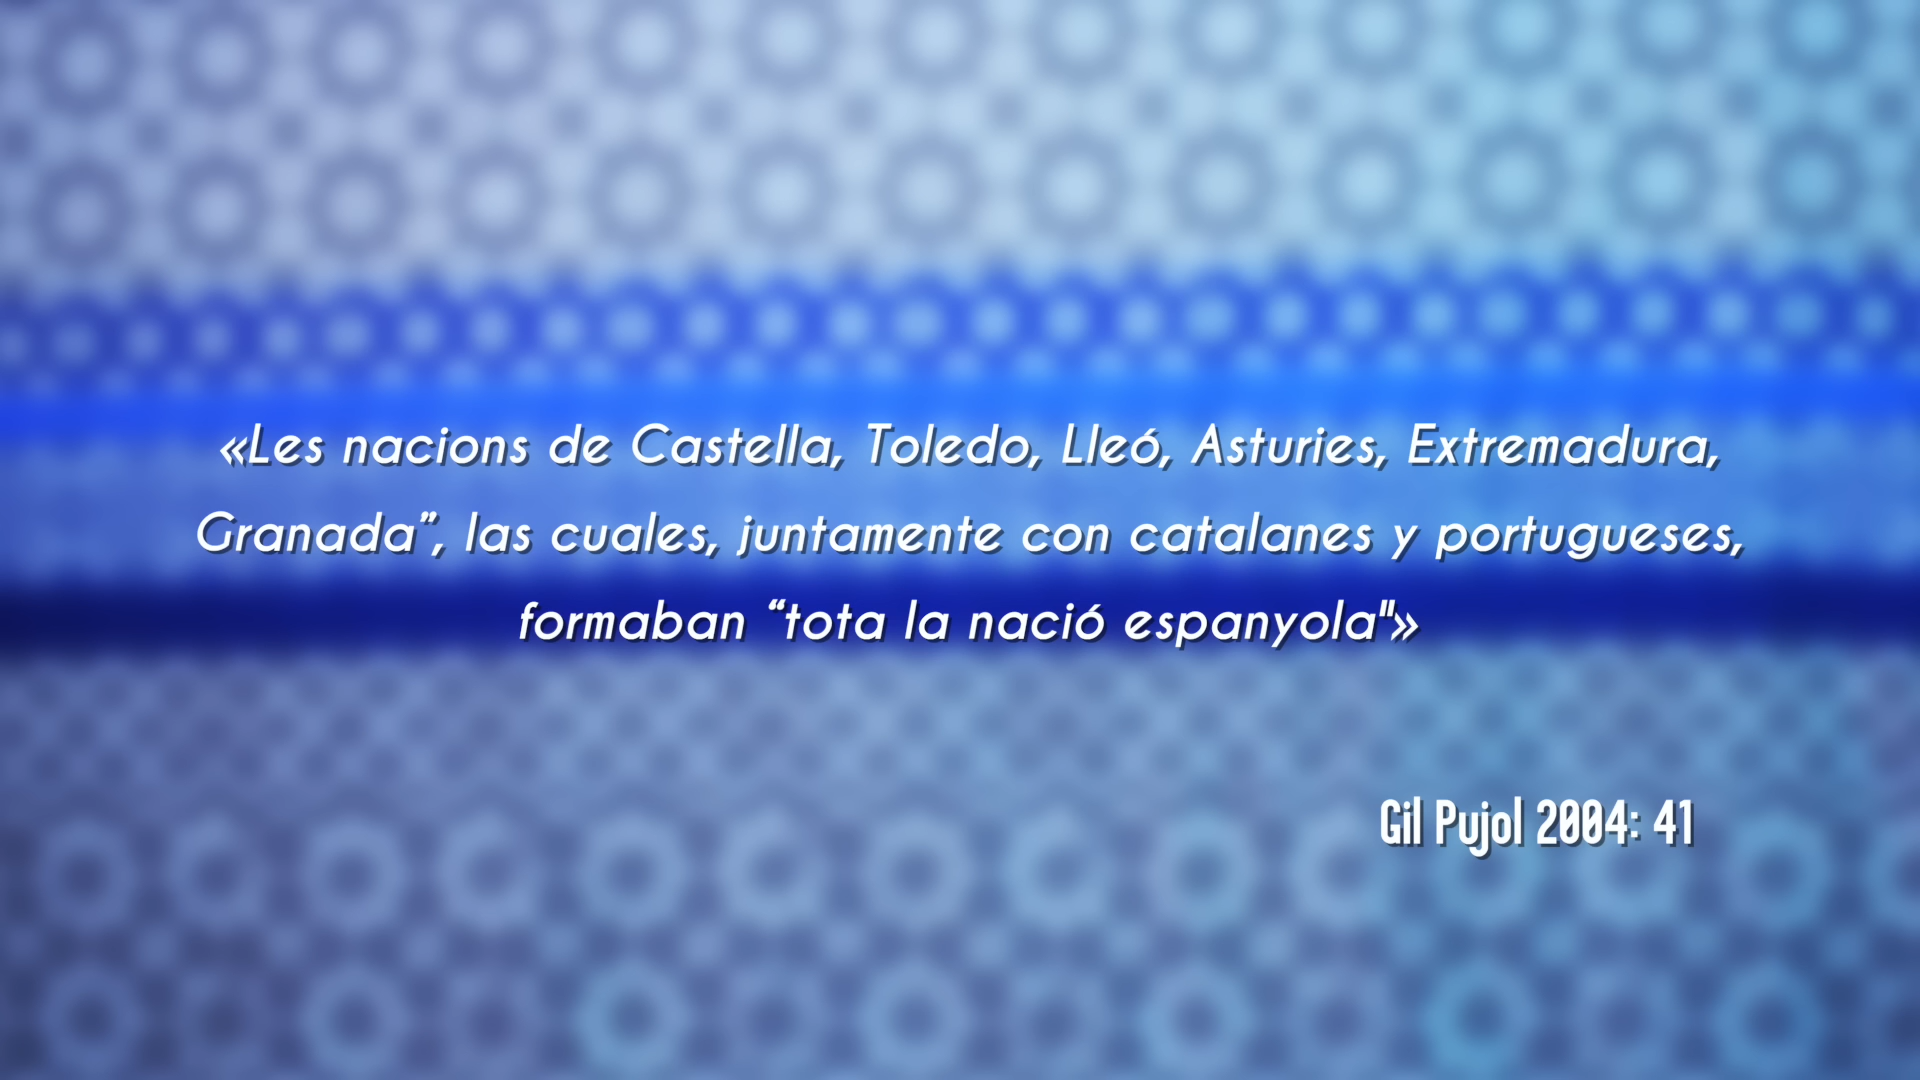 «Les nacions de Castella, Toledo, Lleó, Asturies, Extremadura,
Granada”, las cuales, juntamente con catalanes y portugueses,
formaban “tota la nació espanyola"»
Gil Pujol 2004: 41